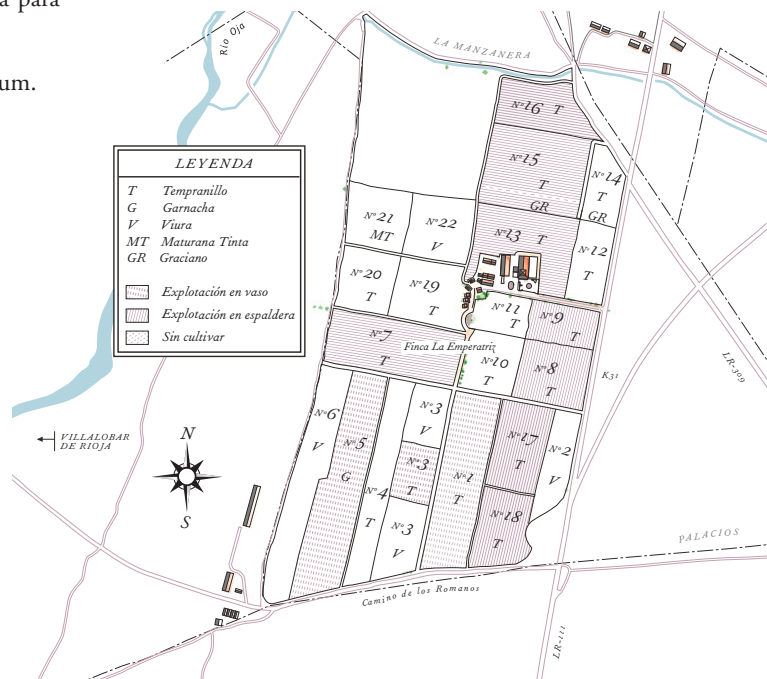 a para
um.
Río Oja
LA MANZANERA
LEYENDA
T Tempranillo
G Garnacha
V Viura
MT Maturana Tinta
GR Graciano
Explotación en vaso
Explotación en espaldera
Sin cultivar
Nº16 T
Nº15
T
GR
Nº14
T
GR
Nº13 T
Nº12
T
Nº21
MT
Nº22
V
Nº20
T
Nº19
T
Nº11
T
Nº9
T
Nº7
T
Finca La Emperatriz
Nº10
T
Nº8
T
K31
LR-309
Nº6
V
Nº5
G
Nº3
V
Nº3
T
Nº4
T
Nº3
V
Nº1
T
Nº17
T
Nº2
V
Nº18
T
VILLALOBAR
DE RIOJA
N
S
PALACIOS
Camino de los Romanos
LR-111